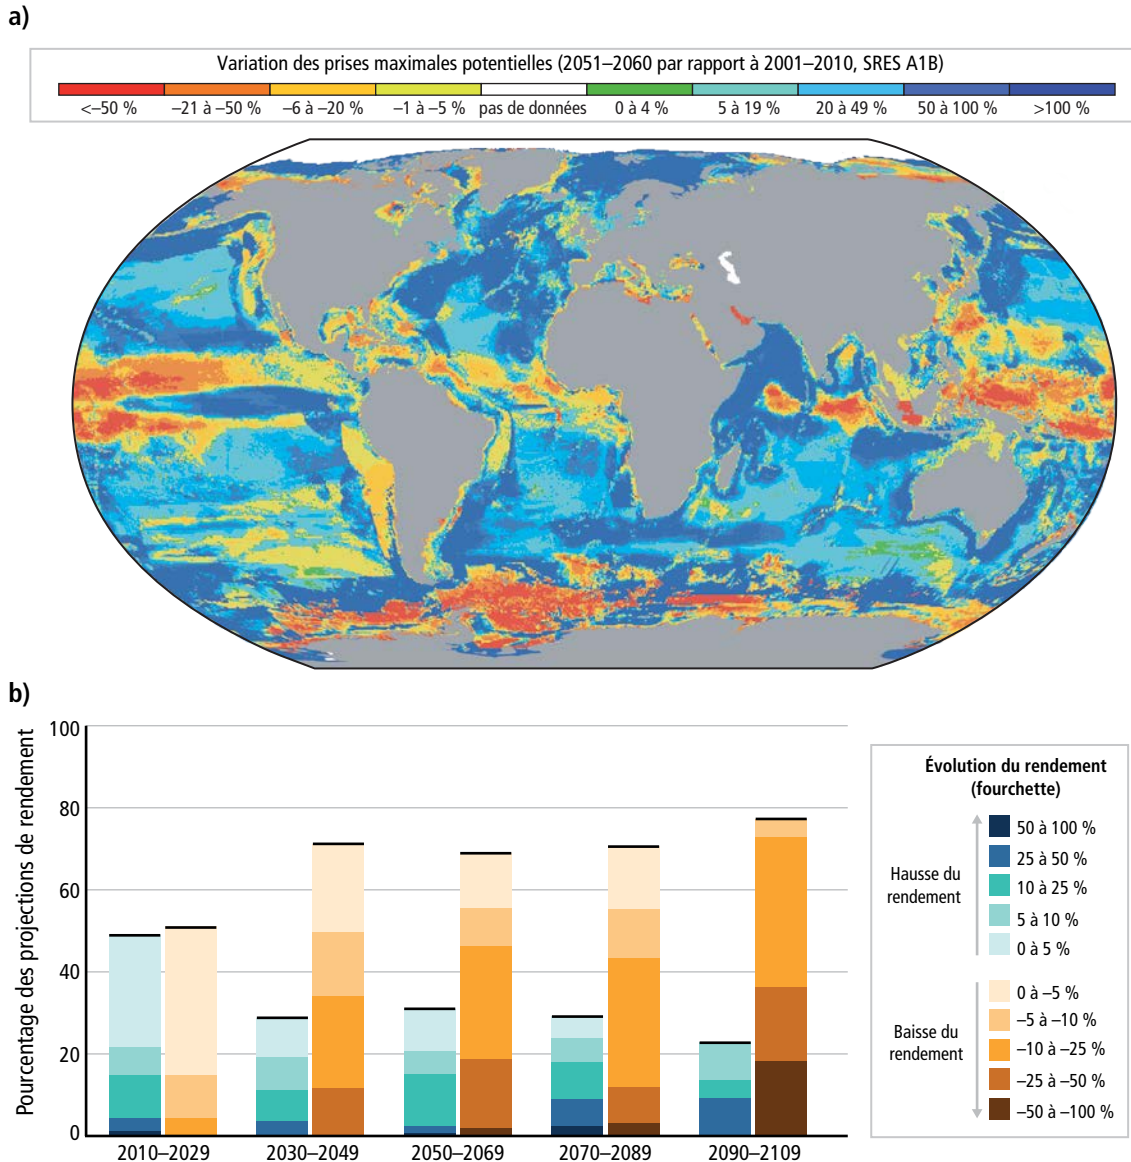 a)
Variation des prises maximales potentielles (2051–2060 par rapport à 2001–2010, SRES A1B)
<–50 % –21 à –50 % –6 à –20 % –1 à –5 % pas de données 0 à 4 % 5 à 19 % 20 à 49 % 50 à 100 % >100 %
b)
Pourcentage des projections de rendement
100
80
60
40
20
0
2010–2029 2030–2049 2050–2069 2070–2089 2090–2109
Évolution du rendement
(fourchette)
Hausse du
rendement
50 à 100 %
25 à 50 %
10 à 25 %
5 à 10 %
0 à 5 %
Baisse du
rendement
0 à –5 %
–5 à –10 %
–10 à –25 %
–25 à –50 %
–50 à –100 %